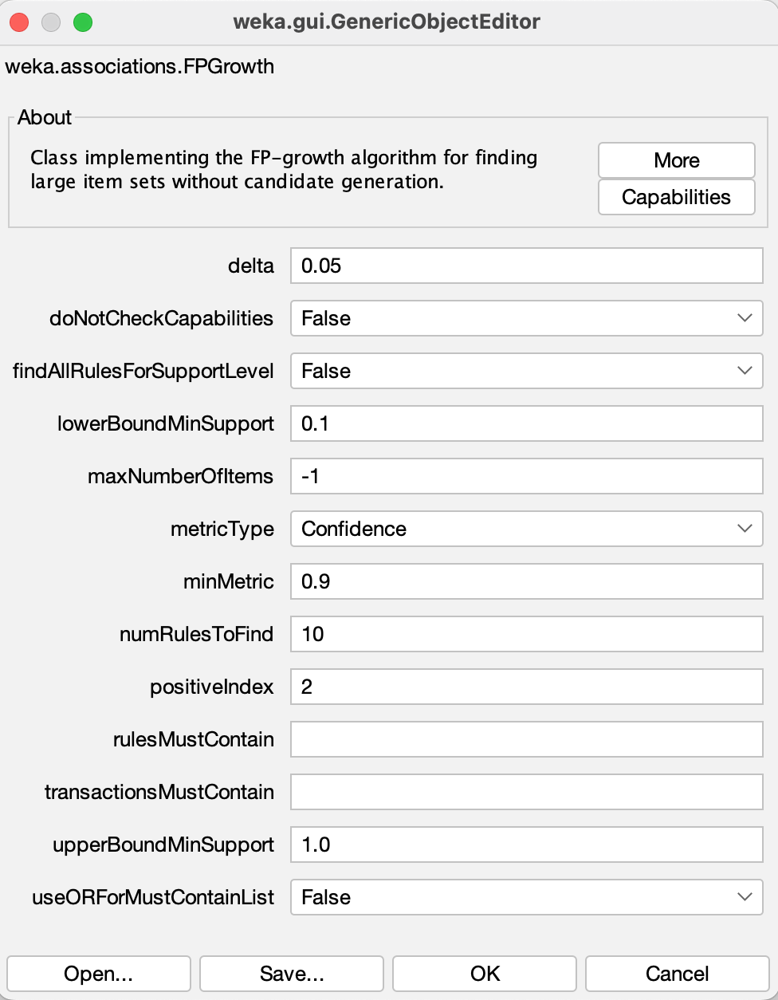 weka.gui.GenericObjectEditor
weka.associations.FPGrowth
About
Class implementing the FP-growth algorithm for finding
large item sets without candidate generation.
More
Capabilities
delta 0.05
doNotCheckCapabilities False
findAllRulesForSupportLevel False
lowerBoundMinSupport 0.1
maxNumberOfItems -1
metricType Confidence
minMetric 0.9
numRulesToFind 10
positiveIndex 2
rulesMustContain
transactionsMustContain
upperBoundMinSupport 1.0
useORForMustContainList False
Open... Save... OK Cancel